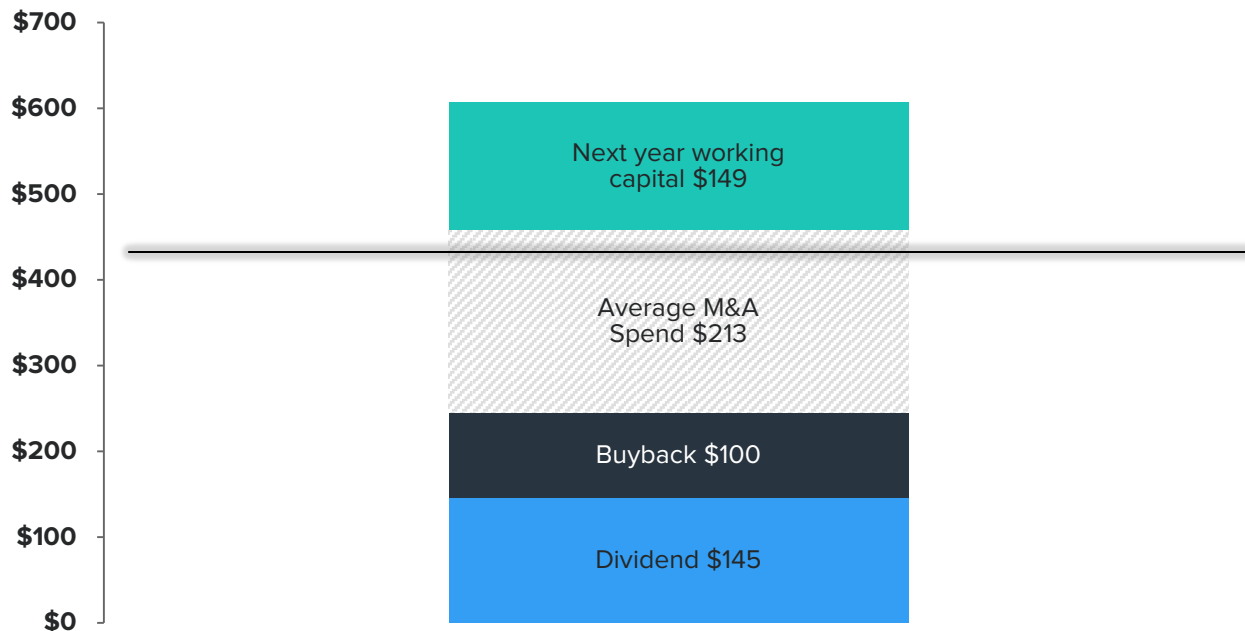 $700
$600
Next year working
capital $149
$500
$400
Average M&A
Spend $213
$300
$200
Buyback $100
$100
Dividend $145
$0